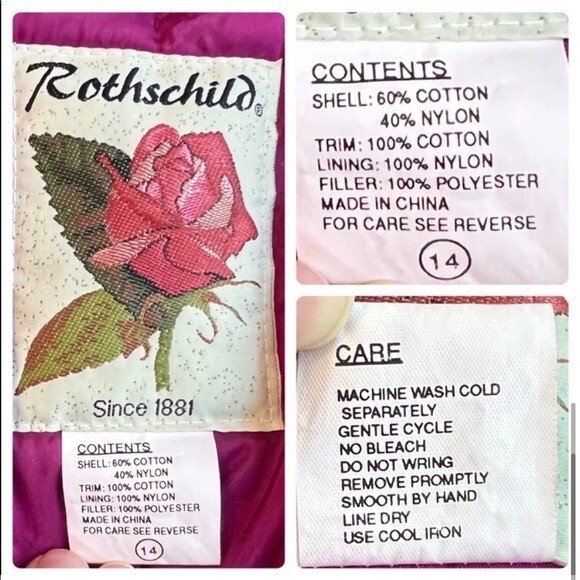 Rothschild®
Since 1881
CONTENTS
SHELL: 60% COTTON
40% NYLON
TRIM: 100% COTTON
LINING: 100% NYLON
FILLER: 100% POLYESTER
MADE IN CHINA
FOR CARE SEE REVERSE
14
CONTENTS
SHELL: 60% COTTON
40% NYLON
TRIM: 100% COTTON
LINING: 100% NYLON
FILLER: 100% POLYESTER
MADE IN CHINA
FOR CARE SEE REVERSE
14
CARE
MACHINE WASH COLD
SEPARATELY
GENTLE CYCLE
NO BLEACH
DO NOT WRING
REMOVE PROMPTLY
SMOOTH BY HAND
LINE DRY
USE COOL IRON